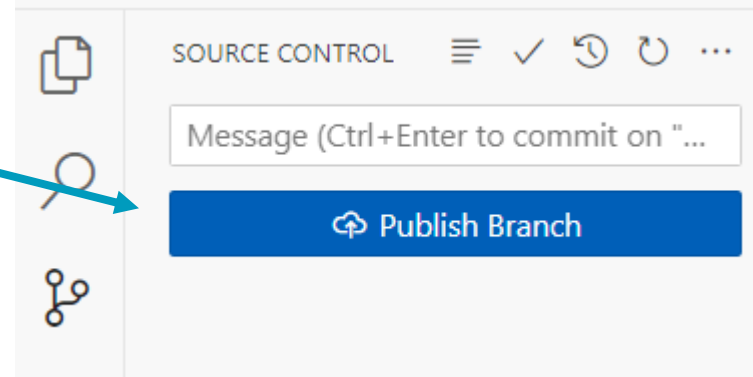 SOURCE CONTROL
Message (Ctrl+Enter to commit on "...
Publish Branch